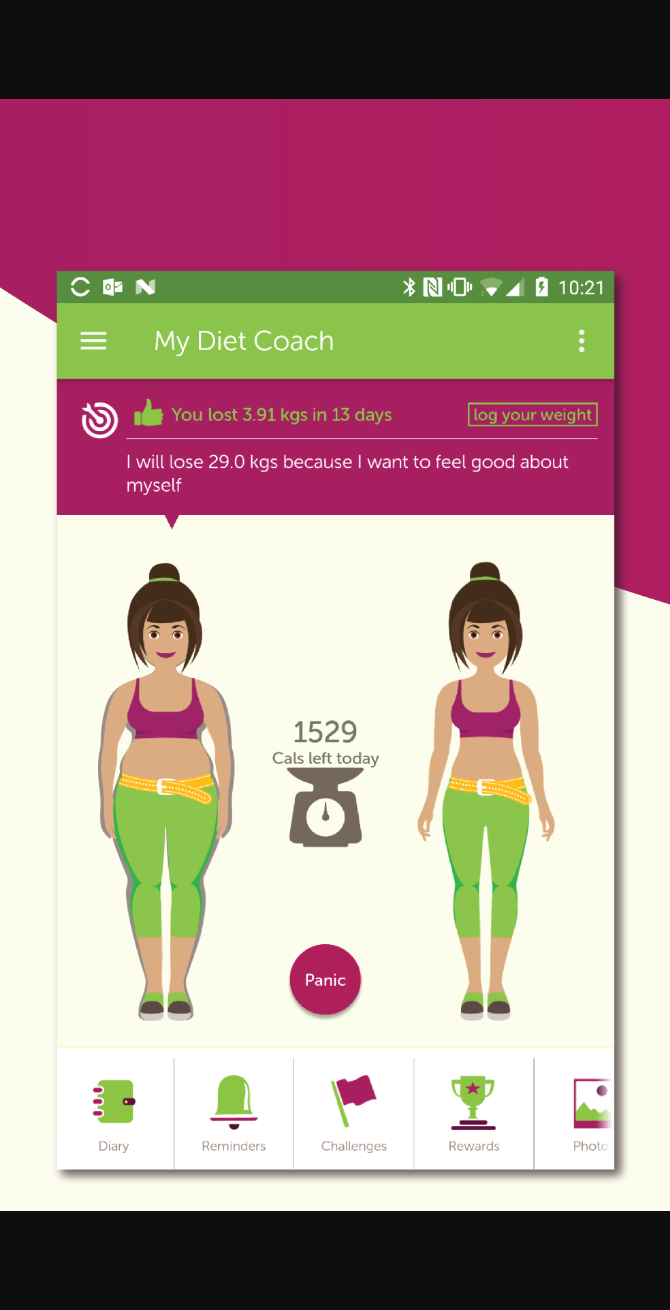 10:21
My Diet Coach
You lost 3.91 kgs in 13 days
log your weight
I will lose 29.0 kgs because I want to feel good about
myself
1529
Cals left today
Panic
Diary
Reminders
Challenges
Rewards
Photo